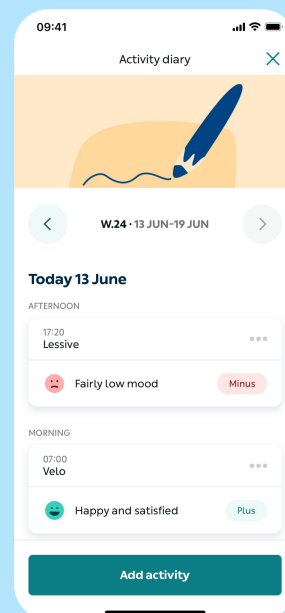 09:41
Activity diary
W.24 · 13 JUN-19 JUN
Today 13 June
AFTERNOON
17:20
Lessive
Fairly low mood
Minus
MORNING
07:00
Velo
Happy and satisfied
Plus
Add activity